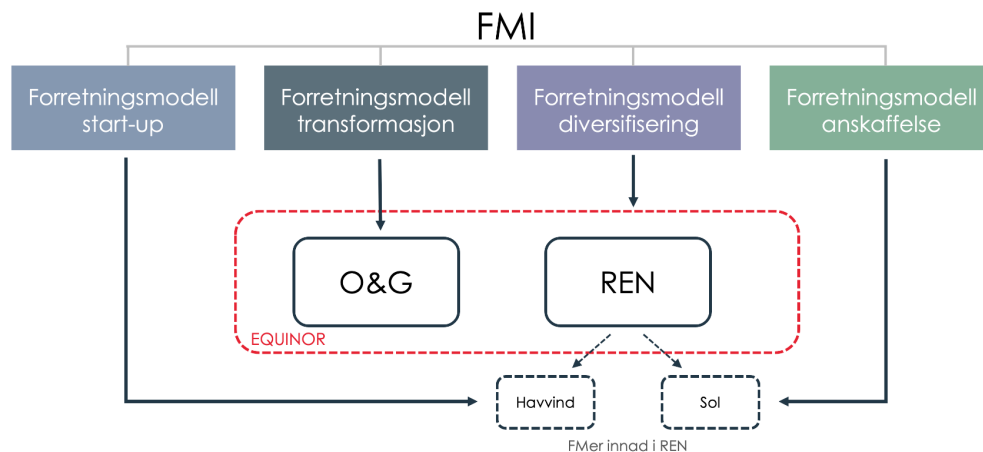 FMI
Forretningsmodell
start-up
Forretningsmodell
transformasjon
Forretningsmodell
diversifisering
Forretningsmodell
anskaffelse
O&G
REN
EQUINOR
Havvind
Sol
FMer innad i REN